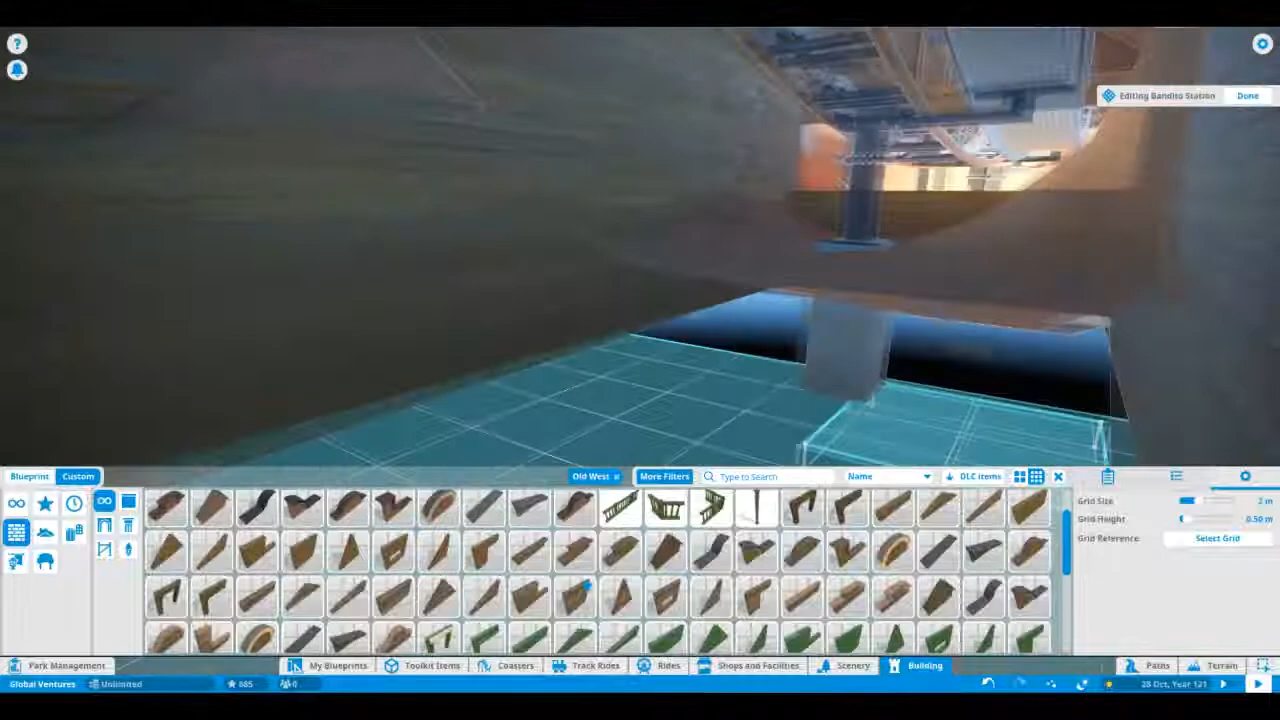 ?
Editing Bandito Station Done
Blueprint Custom Old West × More Filters Type to Search Name DLC items
Grid Size 2 m
Grid Height 0.50 m
Grid Reference Select Grid
Park Management My Blueprints Toolkit Items Coasters Track Rides Rides Shops and Facilities Scenery Building Paths Terrain
Global Ventures Unlimited 685 0 28 Oct, Year 121